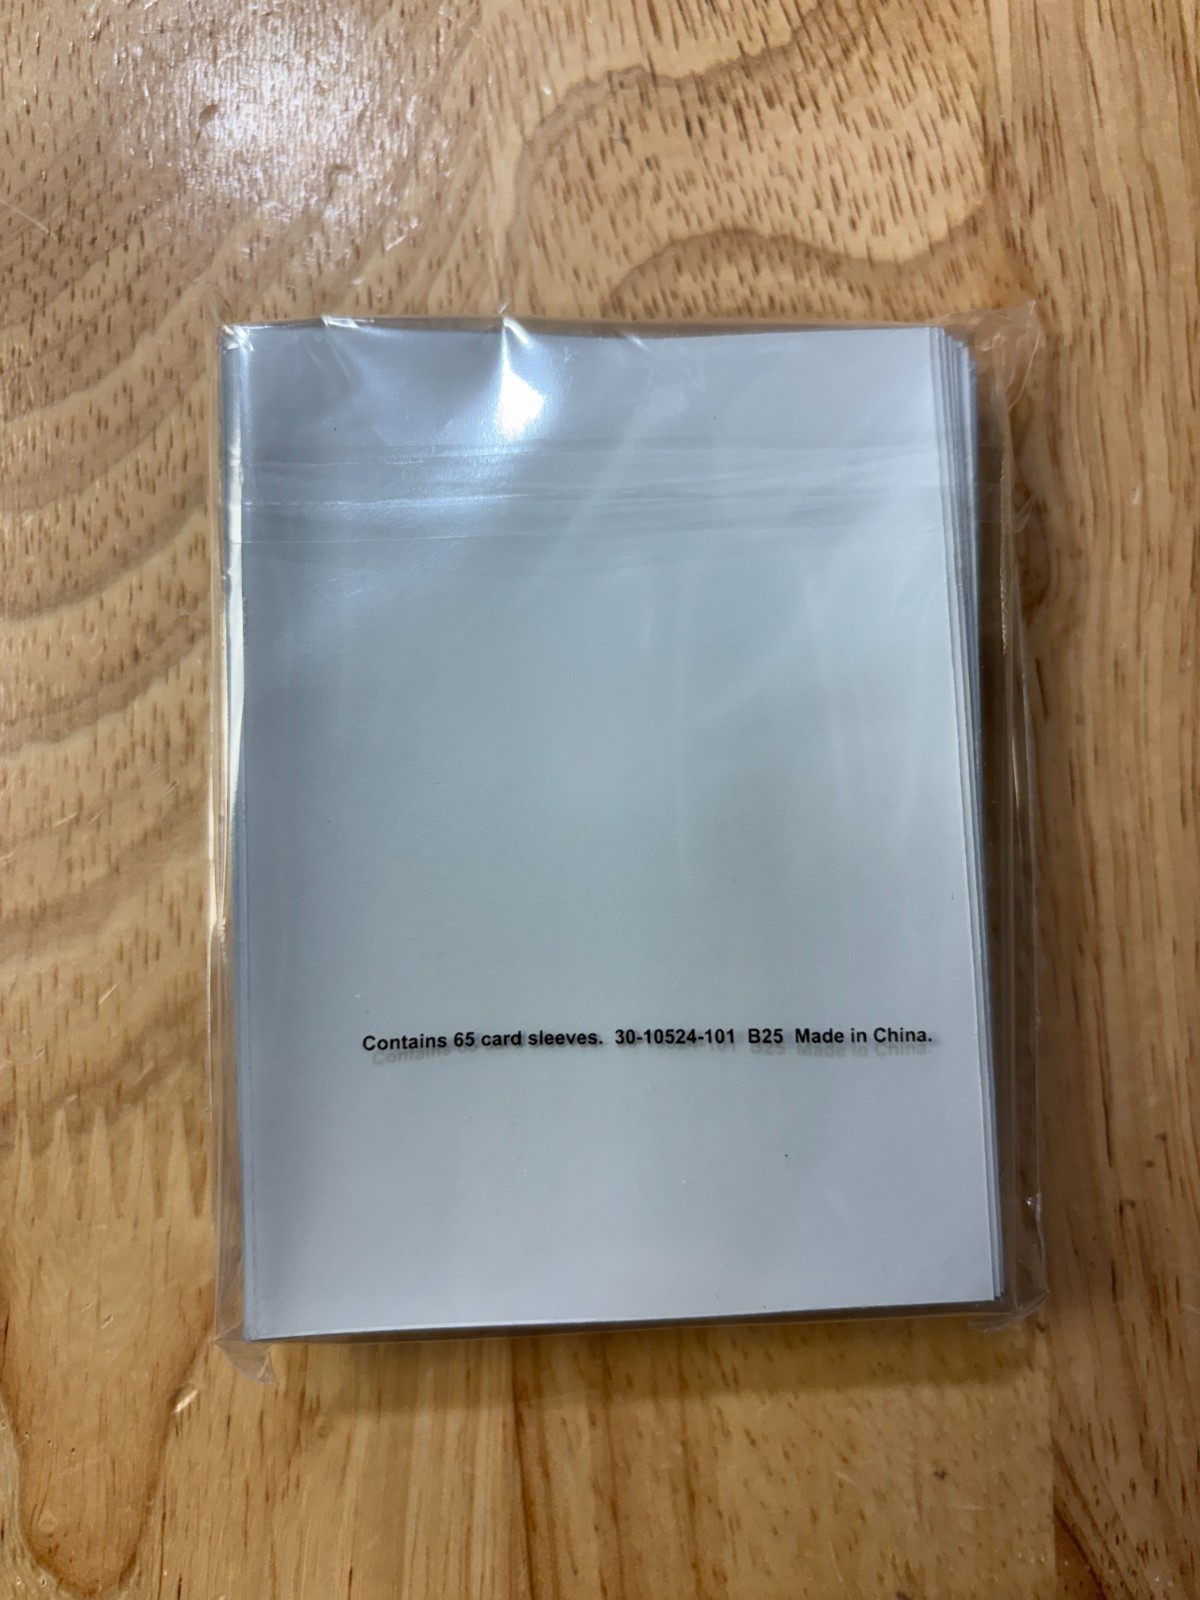 Contains 65 card sleeves.  30-10524-101  B25  Made in China.